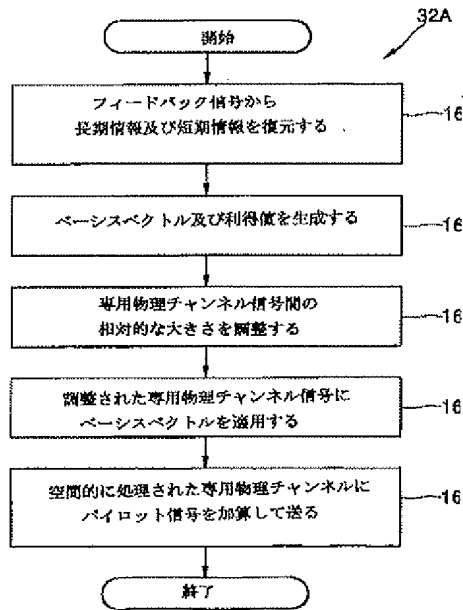 32A
開始
フィードバック信号から
長期情報及び短期情報を復元する
16
ベーシスベクトル及び利得値を生成する
16
専用物理チャンネル信号間の
相対的な大きさを調整する
16
調整された専用物理チャンネル信号に
ベーシスベクトルを適用する
16
空間的に処理された専用物理チャンネルに
パイロット信号を加算して送る
16
終了